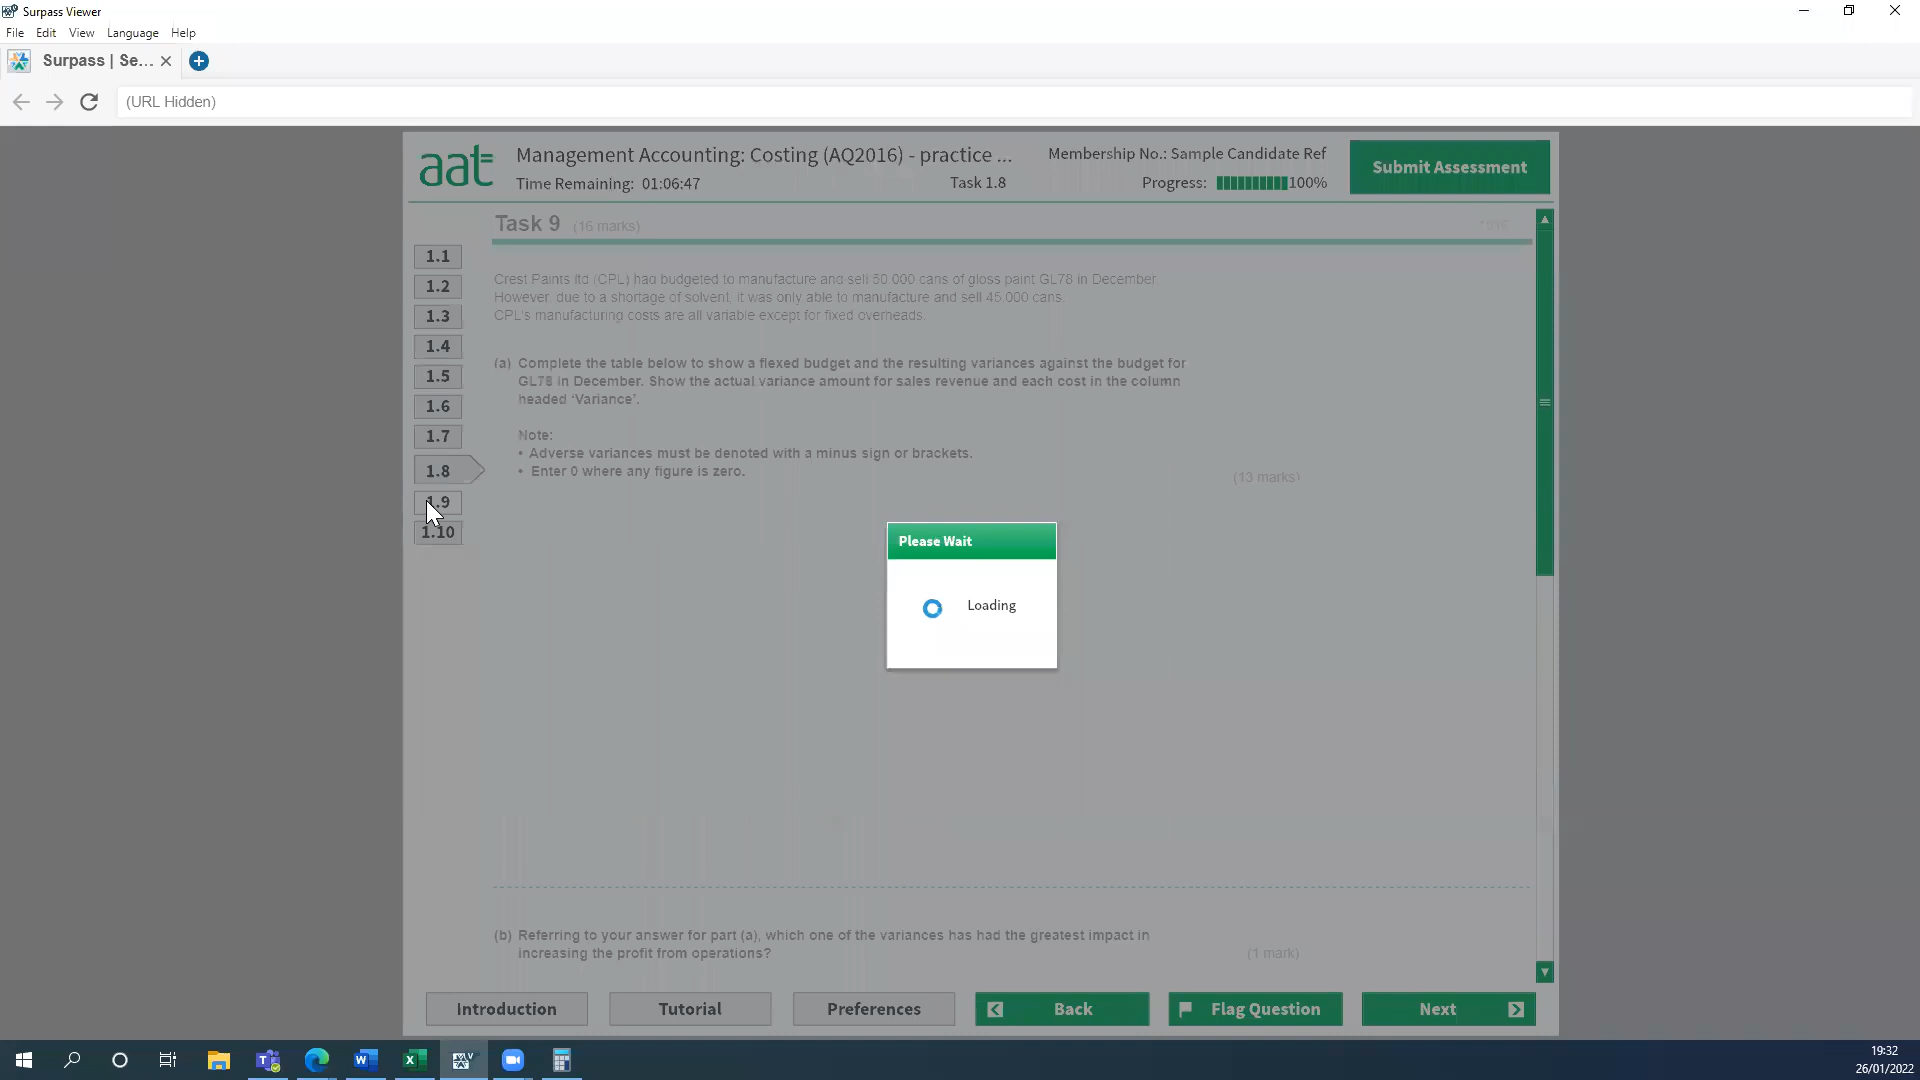 Surpass Viewer
File Edit View Language Help
Surpass | Se...
(URL Hidden)
aat
Management Accounting: Costing (AQ2016) - practice ...
Membership No.: Sample Candidate Ref
Submit Assessment
Time Remaining: 01:06:47
Task 1.8
Progress: 100%
Task 9 (16 marks)
1.1
1.2
1.3
1.4
1.5
1.6
1.7
1.8
1.9
1.10
Crest Paints ltd (CPL) had budgeted to manufacture and sell 50 000 cans of gloss paint GL78 in December.
However due to a shortage of solvent, it was only able to manufacture and sell 45 000 cans.
CPL's manufacturing costs are all variable except for fixed overheads.
(a) Complete the table below to show a flexed budget and the resulting variances against the budget for
GL78 in December. Show the actual variance amount for sales revenue and each cost in the column
headed ‘Variance’.
Note:
• Adverse variances must be denoted with a minus sign or brackets.
• Enter 0 where any figure is zero.
(13 marks)
Please Wait
Loading
(b) Referring to your answer for part (a), which one of the variances has had the greatest impact in
increasing the profit from operations?
(1 mark)
Introduction
Tutorial
Preferences
Back
Flag Question
Next
19:32
26/01/2022